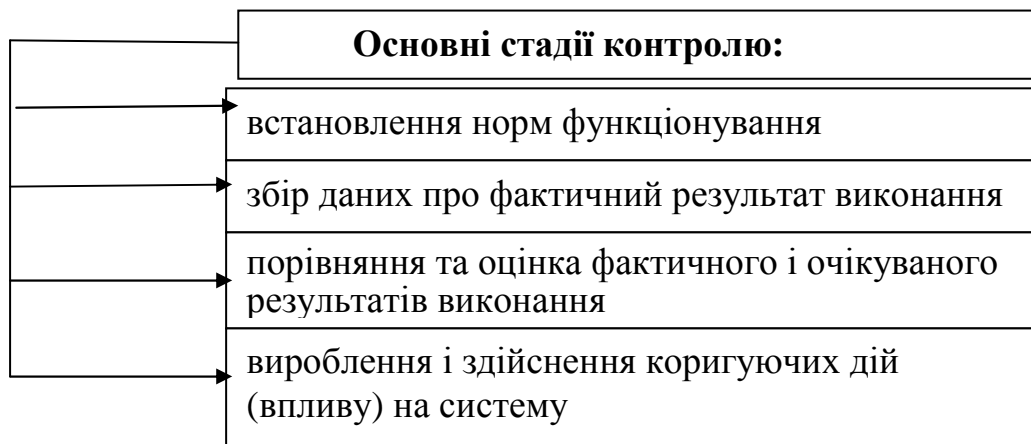 Основні стадії контролю:
встановлення норм функціонування
збір даних про фактичний результат виконання
порівняння та оцінка фактичного і очікуваного
результатів виконання
вироблення і здійснення коригуючих дій
(впливу) на систему